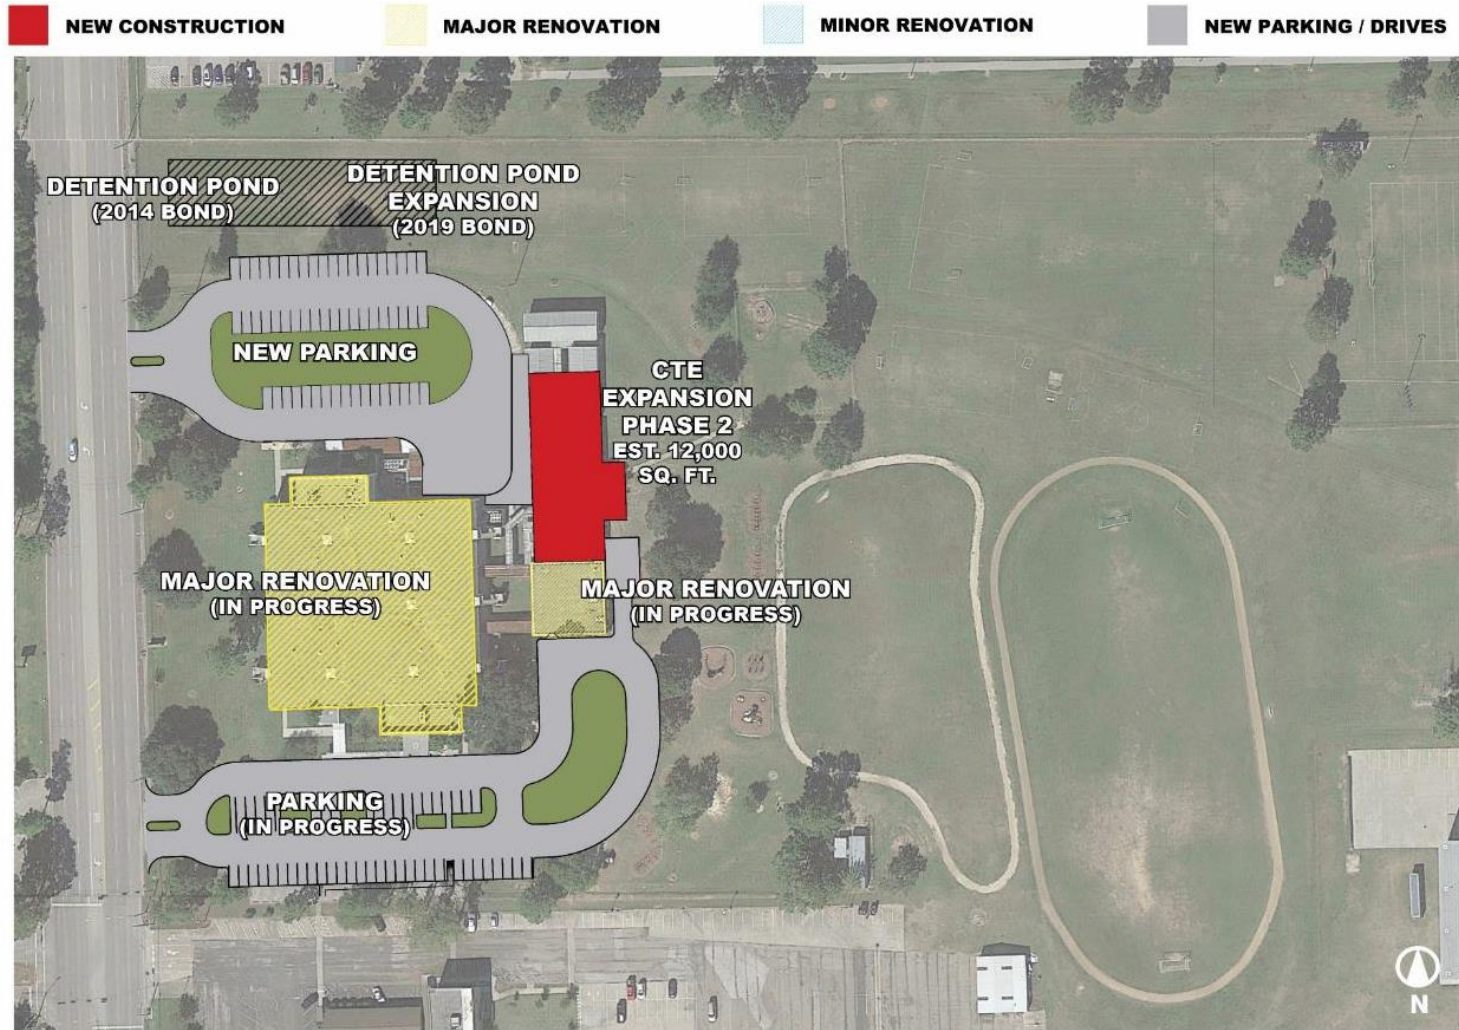 NEW CONSTRUCTION
MAJOR RENOVATION
MINOR RENOVATION
NEW PARKING / DRIVES
DETENTION POND
(2014 BOND)
DETENTION POND
EXPANSION
(2019 BOND)
NEW PARKING
CTE
EXPANSION
PHASE 2
EST. 12,000
SQ. FT.
MAJOR RENOVATION
(IN PROGRESS)
MAJOR RENOVATION
(IN PROGRESS)
PARKING
(IN PROGRESS)
N